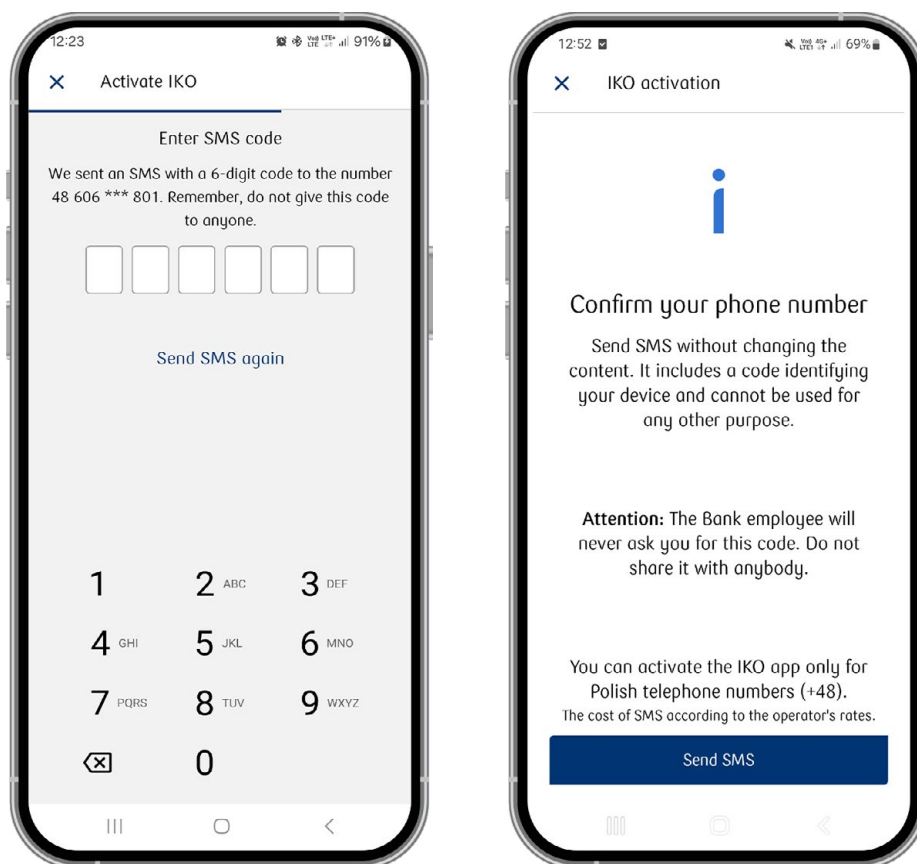 12:23
91%
Activate IKO
Enter SMS code
We sent an SMS with a 6-digit code to the number
48 606 *** 801. Remember, do not give this code
to anyone.
Send SMS again
1
2 ABC
3 DEF
4 GHI
5 JKL
6 MNO
7 PQRS
8 TUV
9 WXYZ
0
12:52
69%
IKO activation
Confirm your phone number
Send SMS without changing the
content. It includes a code identifying
your device and cannot be used for
any other purpose.
Attention: The Bank employee will
never ask you for this code. Do not
share it with anybody.
You can activate the IKO app only for
Polish telephone numbers (+48).
The cost of SMS according to the operator's rates.
Send SMS